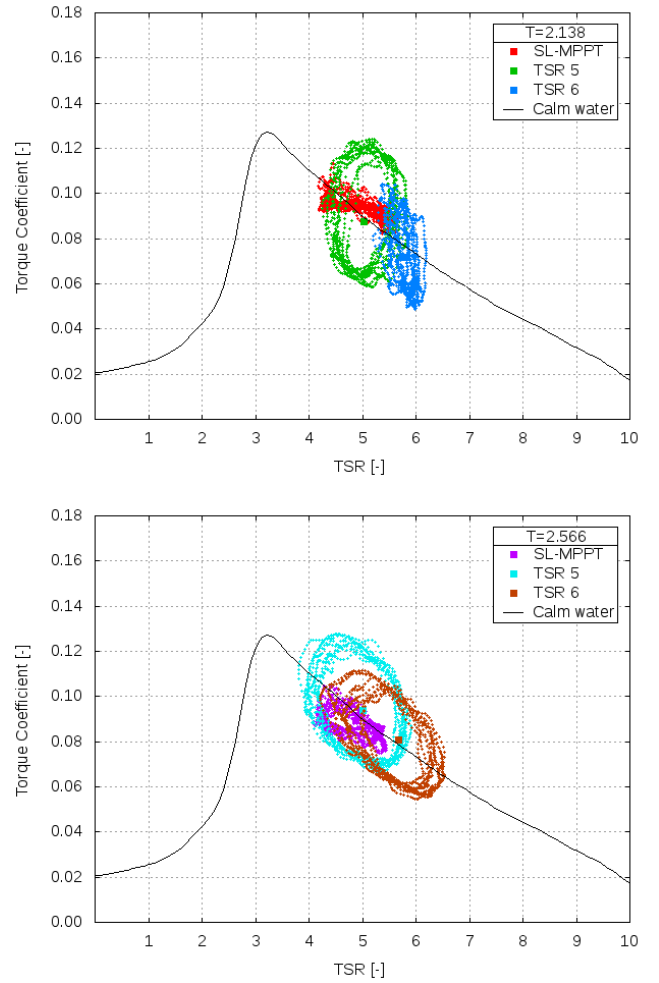 0.18
0.16
0.14
0.12
0.10
0.08
0.06
0.04
0.02
0.00
Torque Coefficient [-]
T=2.138
SL-MPPT
TSR 5
TSR 6
Calm water
1 2 3 4 5 6 7 8 9 10
TSR [-]
0.18
0.16
0.14
0.12
0.10
0.08
0.06
0.04
0.02
0.00
Torque Coefficient [-]
T=2.566
SL-MPPT
TSR 5
TSR 6
Calm water
1 2 3 4 5 6 7 8 9 10
TSR [-]